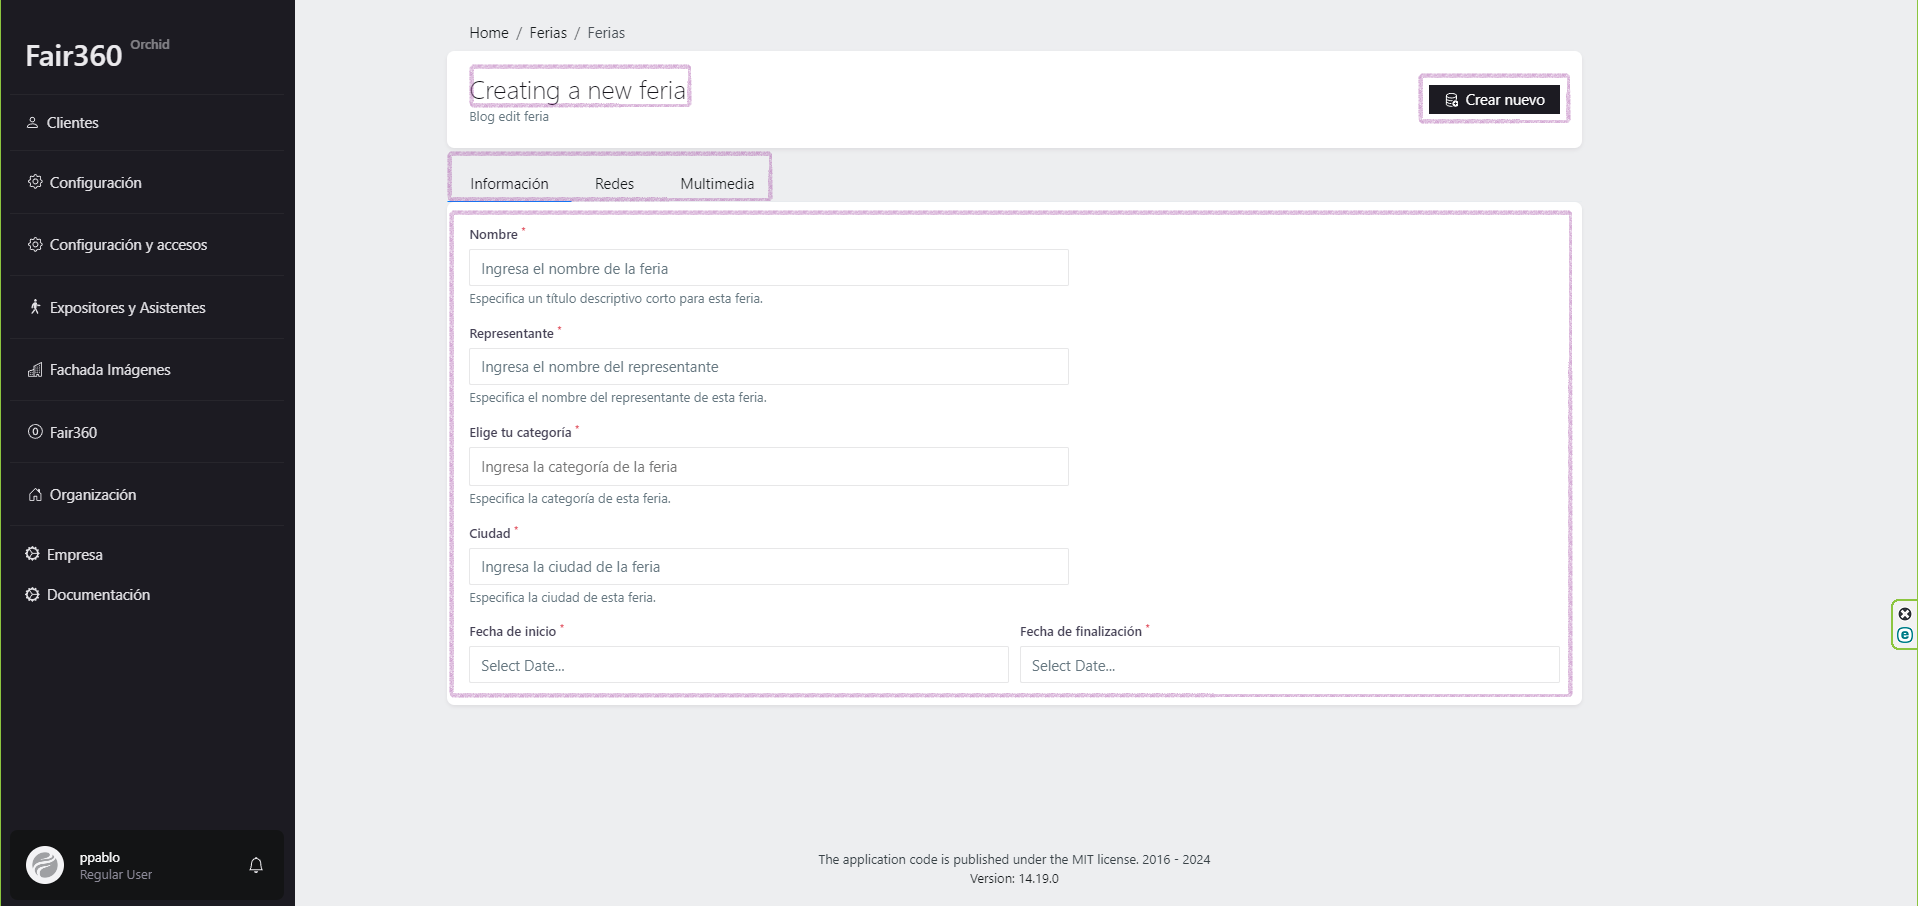 Fair360 Orchid
Clientes
Configuración
Configuración y accesos
Expositores y Asistentes
Fachada Imágenes
Fair360
Organización
Empresa
Documentación
ppablo
Regular User
Home / Ferias / Ferias
Creating a new feria
Blog edit feria
Crear nuevo
Información Redes Multimedia
Nombre *
Ingresa el nombre de la feria
Especifica un título descriptivo corto para esta feria.
Representante *
Ingresa el nombre del representante
Especifica el nombre del representante de esta feria.
Elige tu categoría *
Ingresa la categoría de la feria
Especifica la categoría de esta feria.
Ciudad *
Ingresa la ciudad de la feria
Especifica la ciudad de esta feria.
Fecha de inicio * Fecha de finalización *
Select Date... Select Date...
The application code is published under the MIT license. 2016 - 2024
Version: 14.19.0